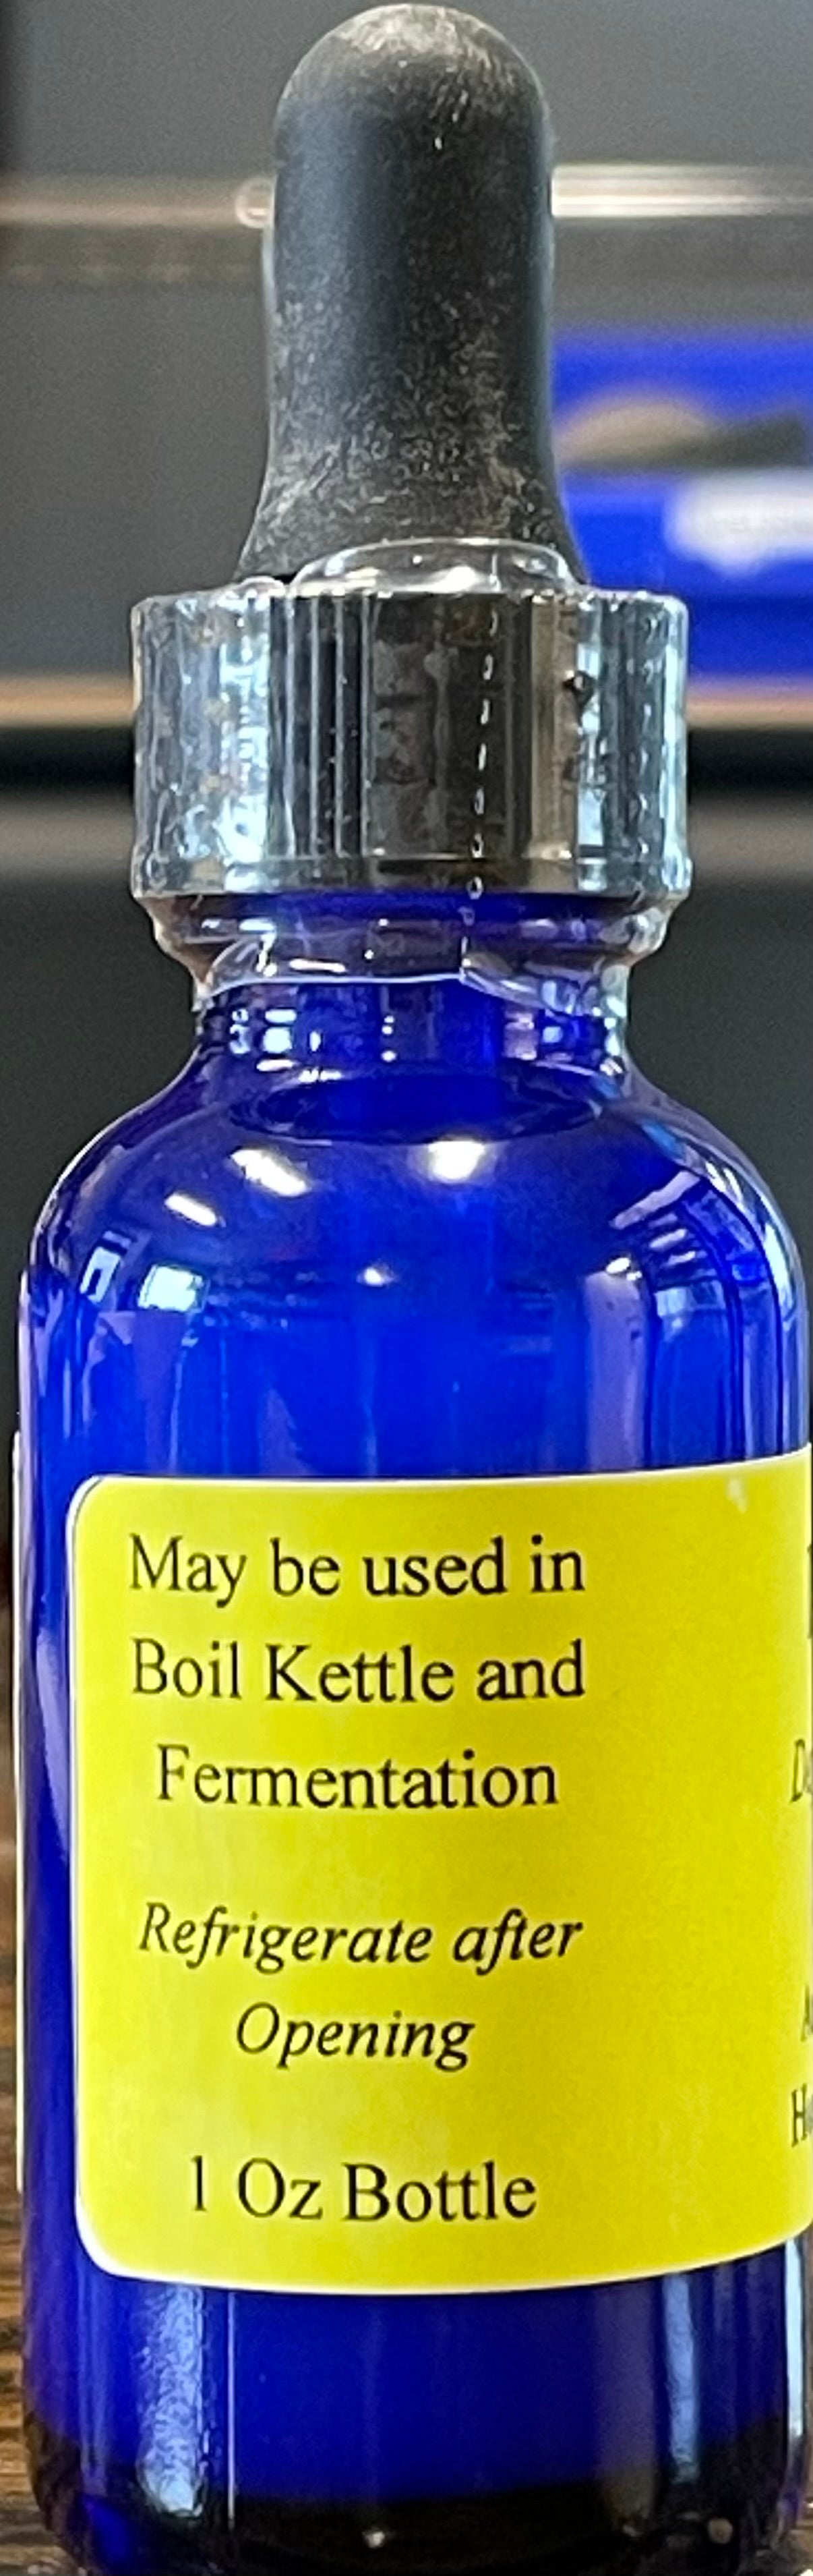 May be used in
Boil Kettle and
Fermentation
Refrigerate after
Opening
1 Oz Bottle